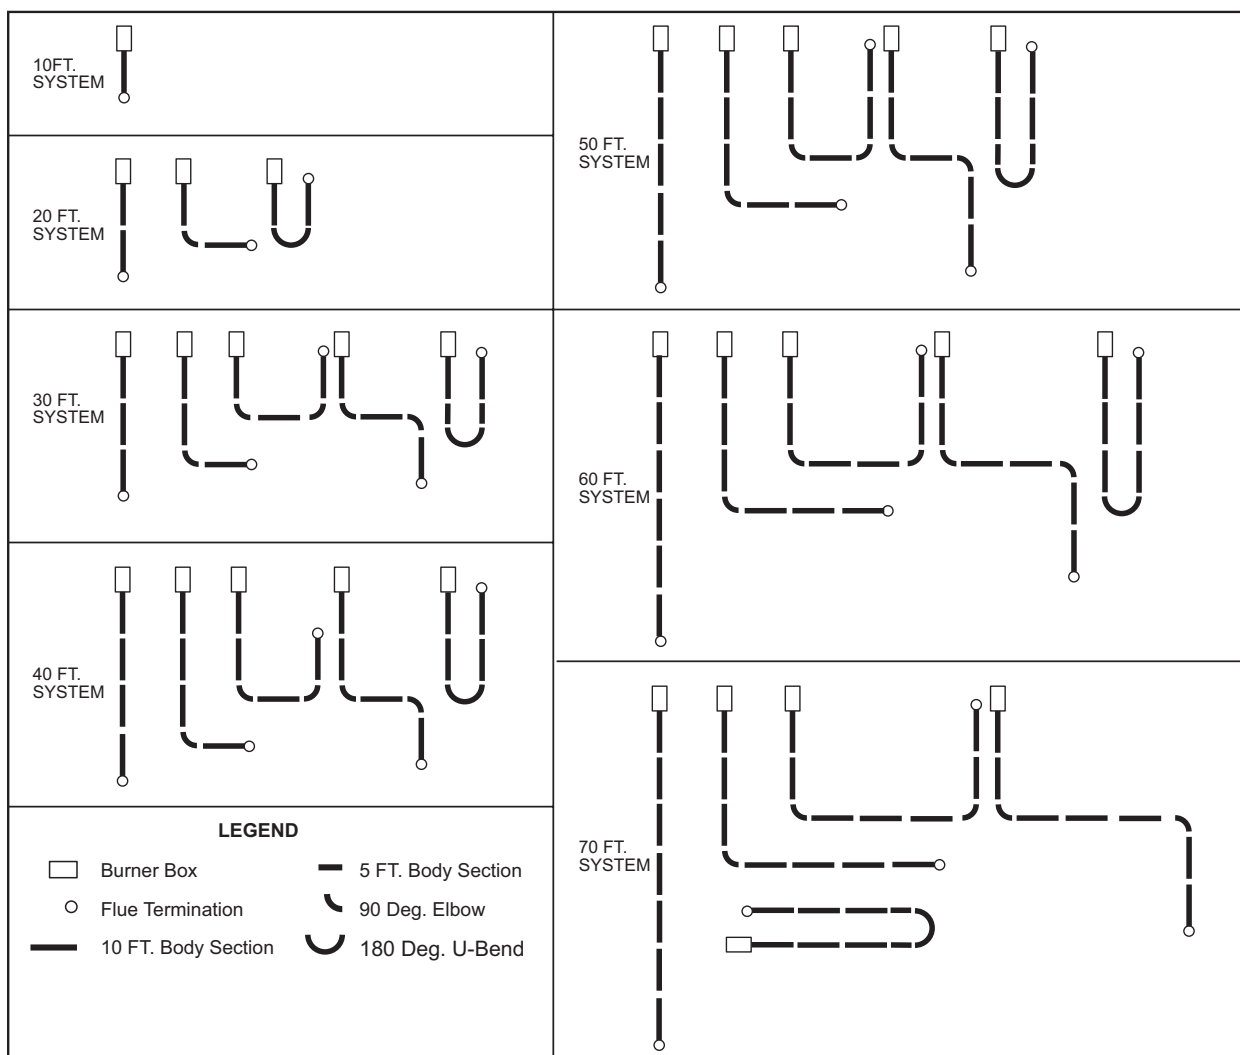 10FT.
SYSTEM
20 FT.
SYSTEM
30 FT.
SYSTEM
40 FT.
SYSTEM
LEGEND
Burner Box
Flue Termination
10 FT. Body Section
5 FT. Body Section
90 Deg. Elbow
180 Deg. U-Bend
50 FT.
SYSTEM
60 FT.
SYSTEM
70 FT.
SYSTEM